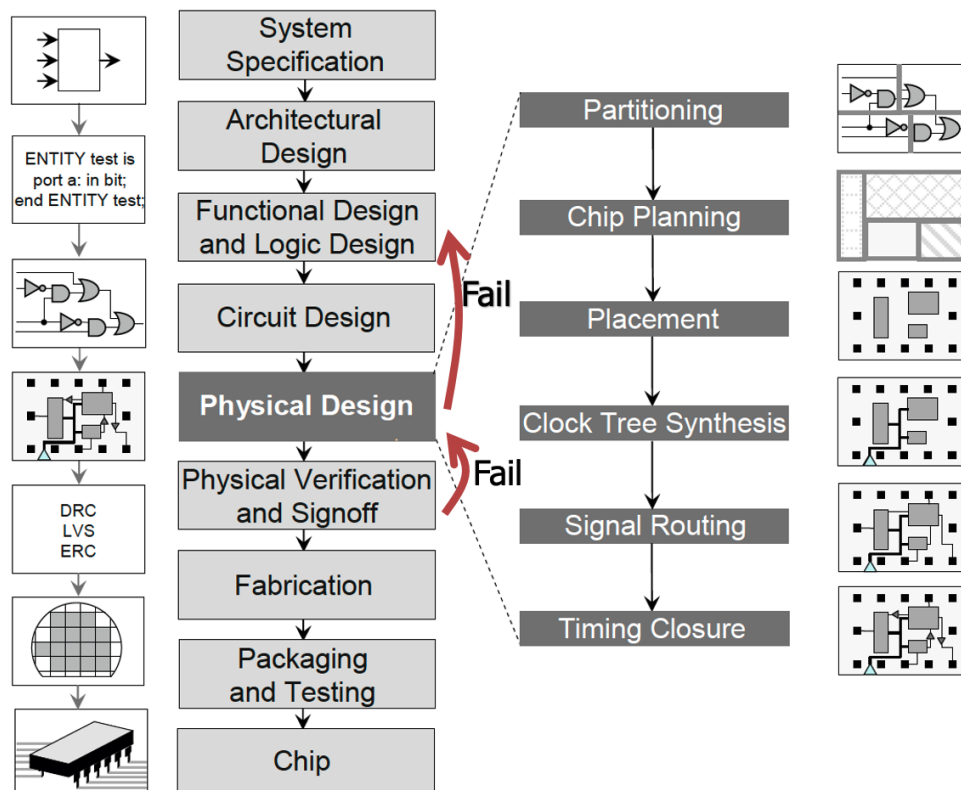 System
Specification
Architectural
Design
ENTITY test is
port a: in bit;
end ENTITY test;
Functional Design
and Logic Design
Fail
Circuit Design
Physical Design
Fail
Physical Verification
and Signoff
DRC
LVS
ERC
Fabrication
Packaging
and Testing
Chip
Partitioning
Chip Planning
Placement
Clock Tree Synthesis
Signal Routing
Timing Closure